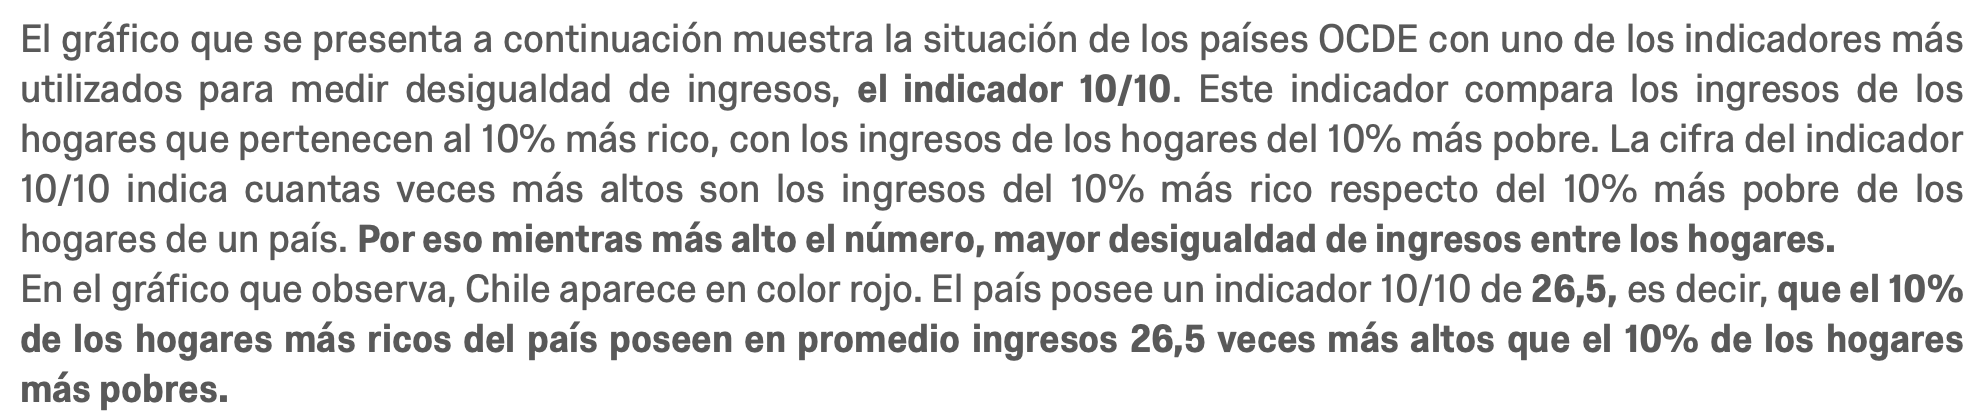 El gráfico que se presenta a continuación muestra la situación de los países OCDE con uno de los indicadores más
utilizados para medir desigualdad de ingresos, el indicador 10/10. Este indicador compara los ingresos de los
hogares que pertenecen al 10% más rico, con los ingresos de los hogares del 10% más pobre. La cifra del indicador
10/10 indica cuantas veces más altos son los ingresos del 10% más rico respecto del 10% más pobre de los
hogares de un país. Por eso mientras más alto el número, mayor desigualdad de ingresos entre los hogares.
En el gráfico que observa, Chile aparece en color rojo. El país posee un indicador 10/10 de 26,5, es decir, que el 10%
de los hogares más ricos del país poseen en promedio ingresos 26,5 veces más altos que el 10% de los hogares
más pobres.